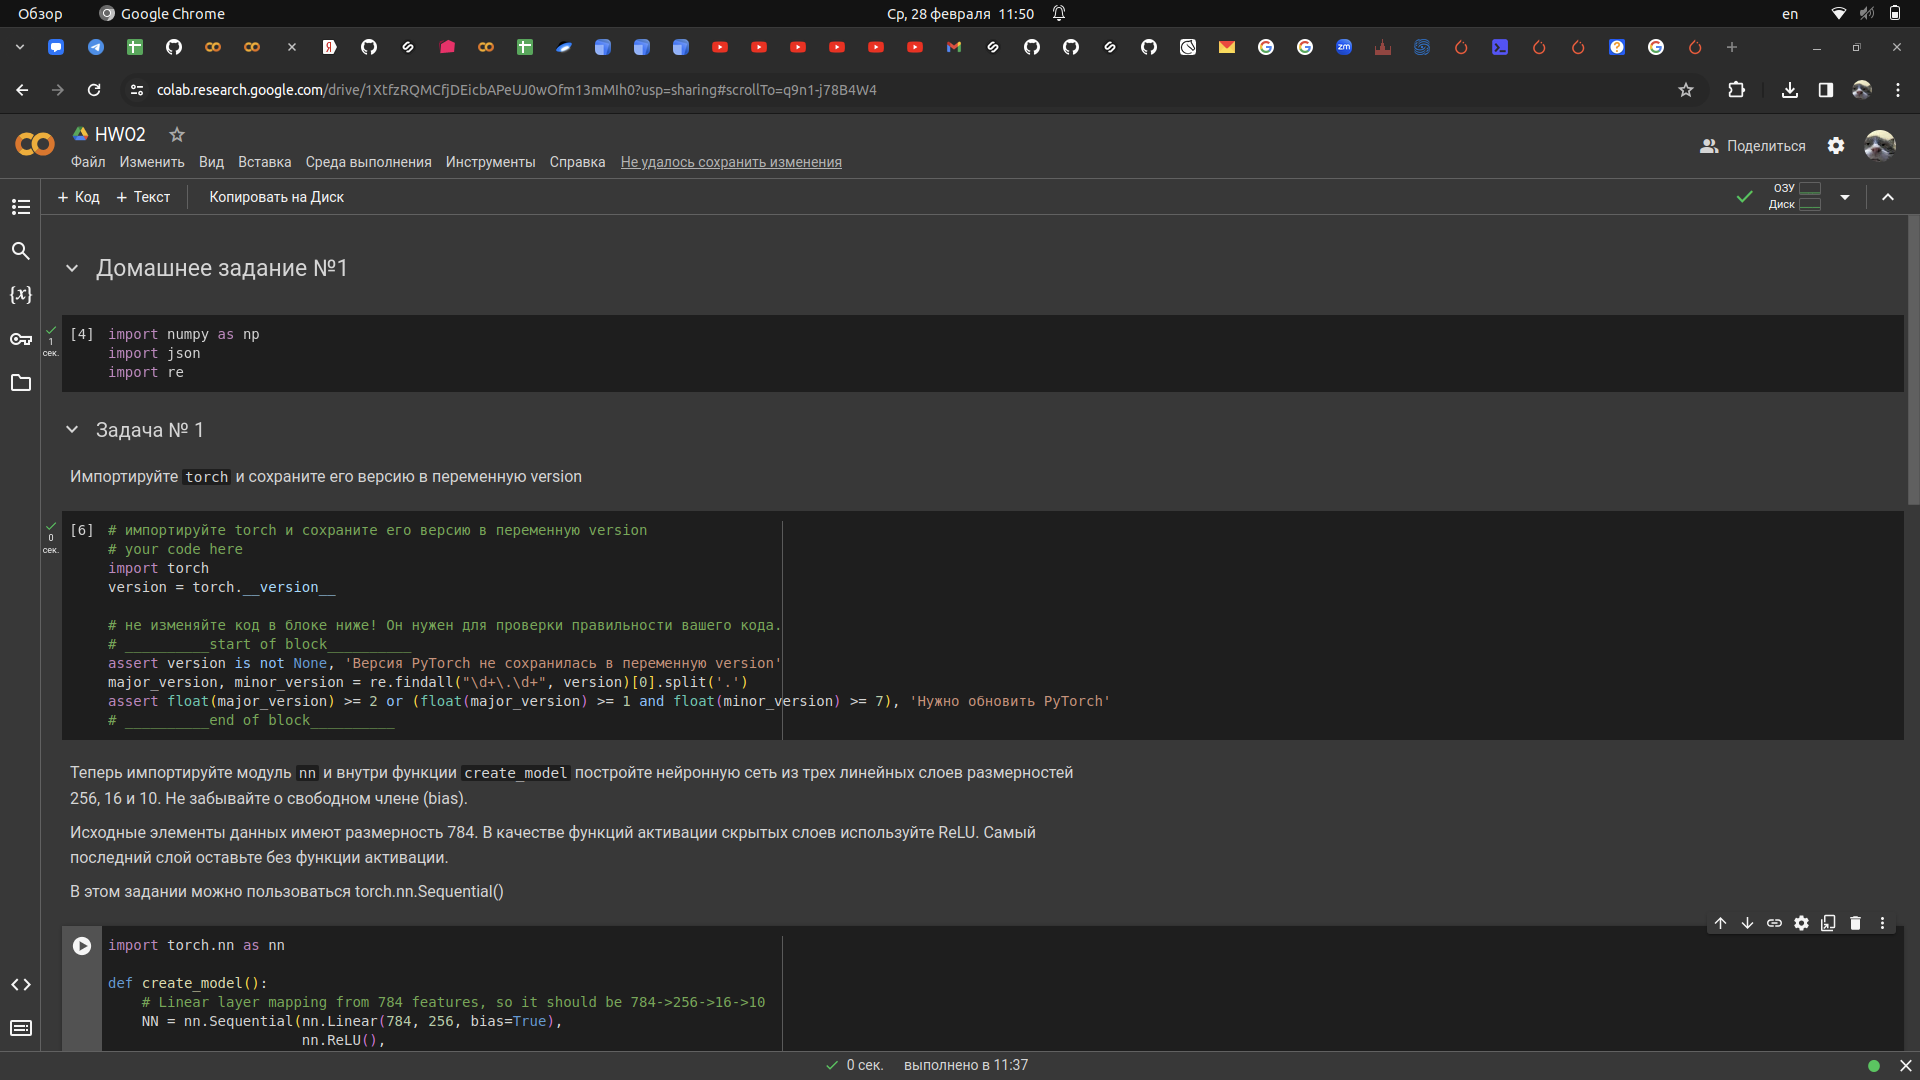 Обзор
Google Chrome
Ср, 28 февраля 11:50
en
colab.research.google.com/drive/1XtfzRQMCfjDEicbAPeUJ0wOfm13mMIh0?usp=sharing#scrollTo=q9n1-j78B4W4
HW02
Файл Изменить Вид Вставка Среда выполнения Инструменты Справка Не удалось сохранить изменения
Поделиться
+ Код + Текст Копировать на Диск
ОЗУ
Диск
Домашнее задание №1
[4] import numpy as np
1 сек.
import json
import re
Задача № 1
Импортируйте torch и сохраните его версию в переменную version
[6] # импортируйте torch и сохраните его версию в переменную version
0 сек.
# your code here
import torch
version = torch.__version__
# не изменяйте код в блоке ниже! Он нужен для проверки правильности вашего кода.
# __________start of block__________
assert version is not None, 'Версия PyTorch не сохранилась в переменную version'
major_version, minor_version = re.findall("\d+\.\d+", version)[0].split('.')
assert float(major_version) >= 2 or (float(major_version) >= 1 and float(minor_version) >= 7), 'Нужно обновить PyTorch'
# __________end of block__________
Теперь импортируйте модуль nn и внутри функции create_model постройте нейронную сеть из трех линейных слоев размерностей
256, 16 и 10. Не забывайте о свободном члене (bias).
Исходные элементы данных имеют размерность 784. В качестве функций активации скрытых слоев используйте ReLU. Самый
последний слой оставьте без функции активации.
В этом задании можно пользоваться torch.nn.Sequential()
import torch.nn as nn
def create_model():
# Linear layer mapping from 784 features, so it should be 784->256->16->10
NN = nn.Sequential(nn.Linear(784, 256, bias=True),
nn.ReLU(),
0 сек. выполнено в 11:37